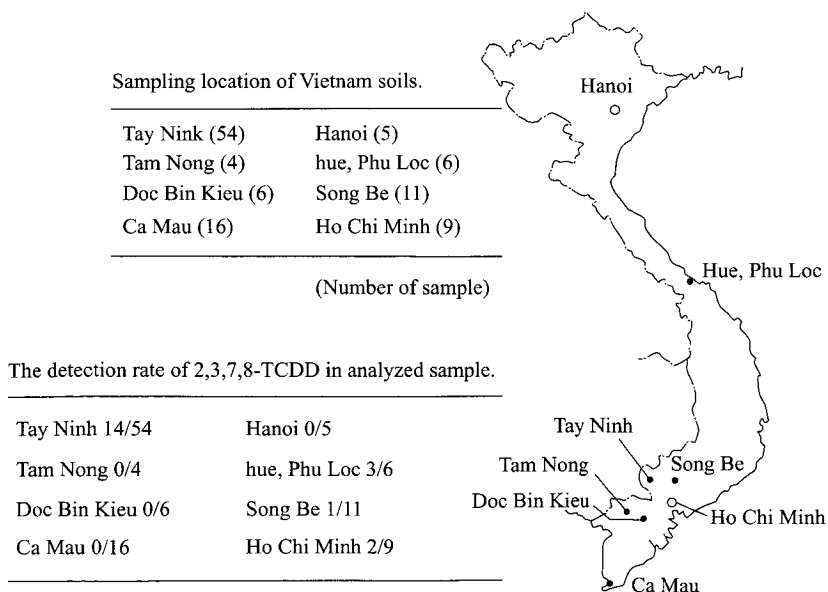 Sampling location of Vietnam soils.
Tay Nink (54) Hanoi (5)
Tam Nong (4) hue, Phu Loc (6)
Doc Bin Kieu (6) Song Be (11)
Ca Mau (16) Ho Chi Minh (9)
(Number of sample)
The detection rate of 2,3,7,8-TCDD in analyzed sample.
Tay Ninh 14/54 Hanoi 0/5
Tam Nong 0/4 hue, Phu Loc 3/6
Doc Bin Kieu 0/6 Song Be 1/11
Ca Mau 0/16 Ho Chi Minh 2/9
Hanoi
Hue, Phu Loc
Tay Ninh
Song Be
Tam Nong
Doc Bin Kieu
Ho Chi Minh
Ca Mau